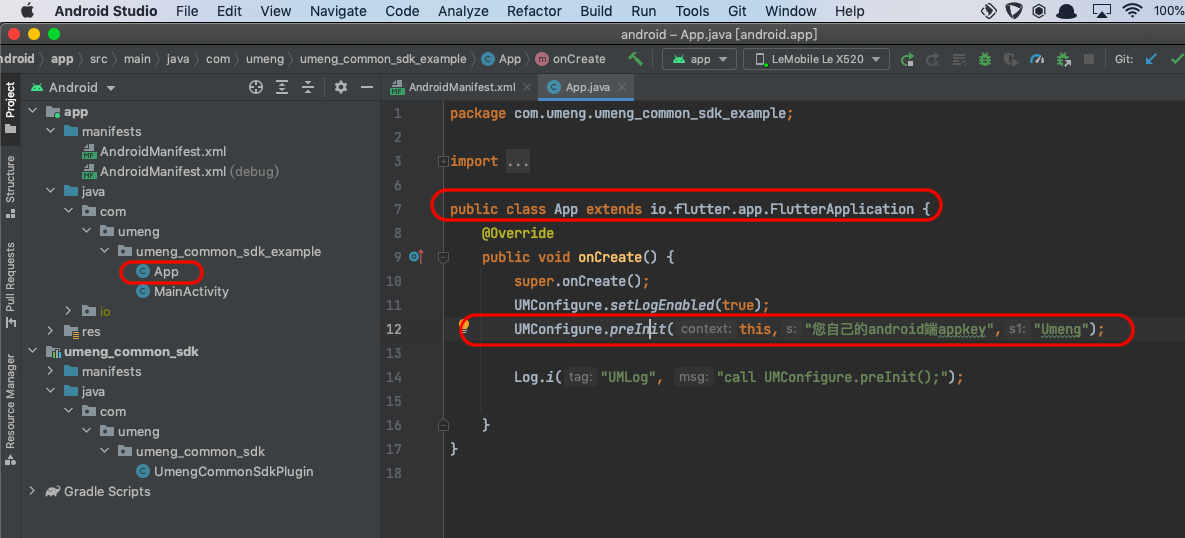 Android Studio File Edit View Navigate Code Analyze Refactor Build Run Tools Git Window Help 100%
android – App.java [android.app]
ndroid app src main java com umeng umeng_common_sdk_example App onCreate app LeMobile Le X520 Git:
Project
Structure
Pull Requests
Resource Manager
Android
app
manifests
AndroidManifest.xml
AndroidManifest.xml (debug)
java
com
umeng
umeng_common_sdk_example
App
MainActivity
io
res
umeng_common_sdk
manifests
java
com
umeng
umeng_common_sdk
UmengCommonSdkPlugin
Gradle Scripts
AndroidManifest.xml App.java
1 package com.umeng.umeng_common_sdk_example;
2
3 import ...
6
7 public class App extends io.flutter.app.FlutterApplication {
8 @Override
9 public void onCreate() {
10 super.onCreate();
11 UMConfigure.setLogEnabled(true);
12 UMConfigure.preInit( context: this, s: "您自己的android端appkey", s1: "Umeng");
13
14 Log.i( tag: "UMLog", msg: "call UMConfigure.preInit();");
15
16 }
17 }
18